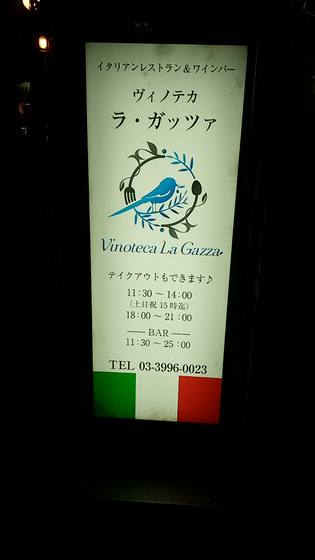 イタリアンレストラン＆ワインバー
ヴィノテカ
ラ・ガッツァ
Vinoteca La Gazza
テイクアウトもできます♪
11:30〜14:00
（土日祝15時迄）
18:00〜21:00
── BAR ──
11:30〜25:00
TEL 03-3996-0023